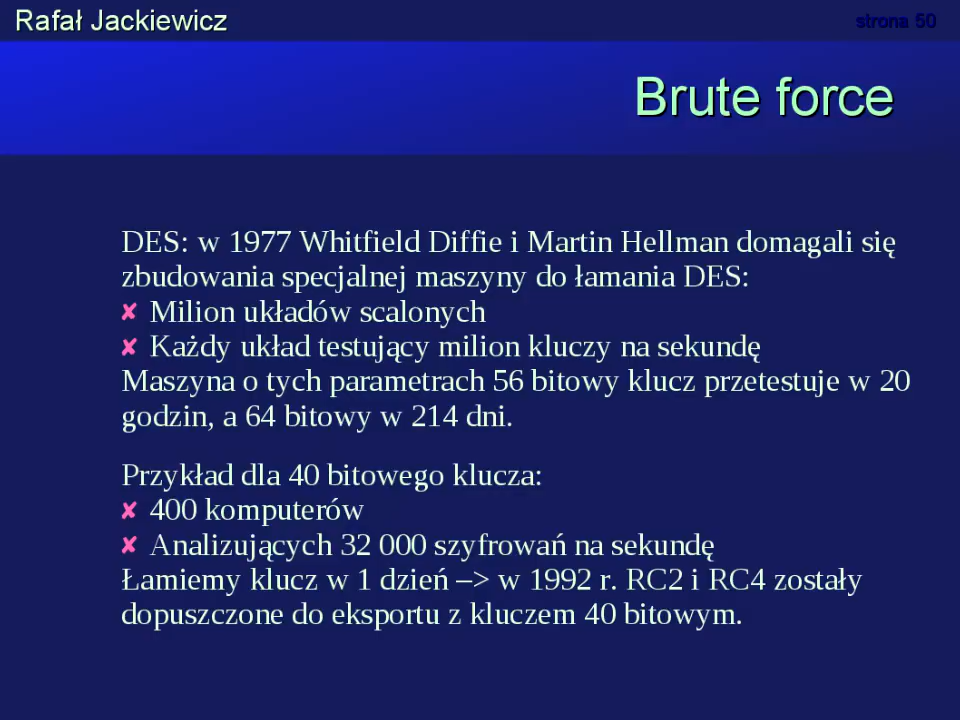 Rafał Jackiewicz
strona 50
Brute force
DES: w 1977 Whitfield Diffie i Martin Hellman domagali się
zbudowania specjalnej maszyny do łamania DES:
✘ Milion układów scalonych
✘ Każdy układ testujący milion kluczy na sekundę
Maszyna o tych parametrach 56 bitowy klucz przetestuje w 20
godzin, a 64 bitowy w 214 dni.
Przykład dla 40 bitowego klucza:
✘ 400 komputerów
✘ Analizujących 32 000 szyfrowań na sekundę
Łamiemy klucz w 1 dzień –> w 1992 r. RC2 i RC4 zostały
dopuszczone do eksportu z kluczem 40 bitowym.